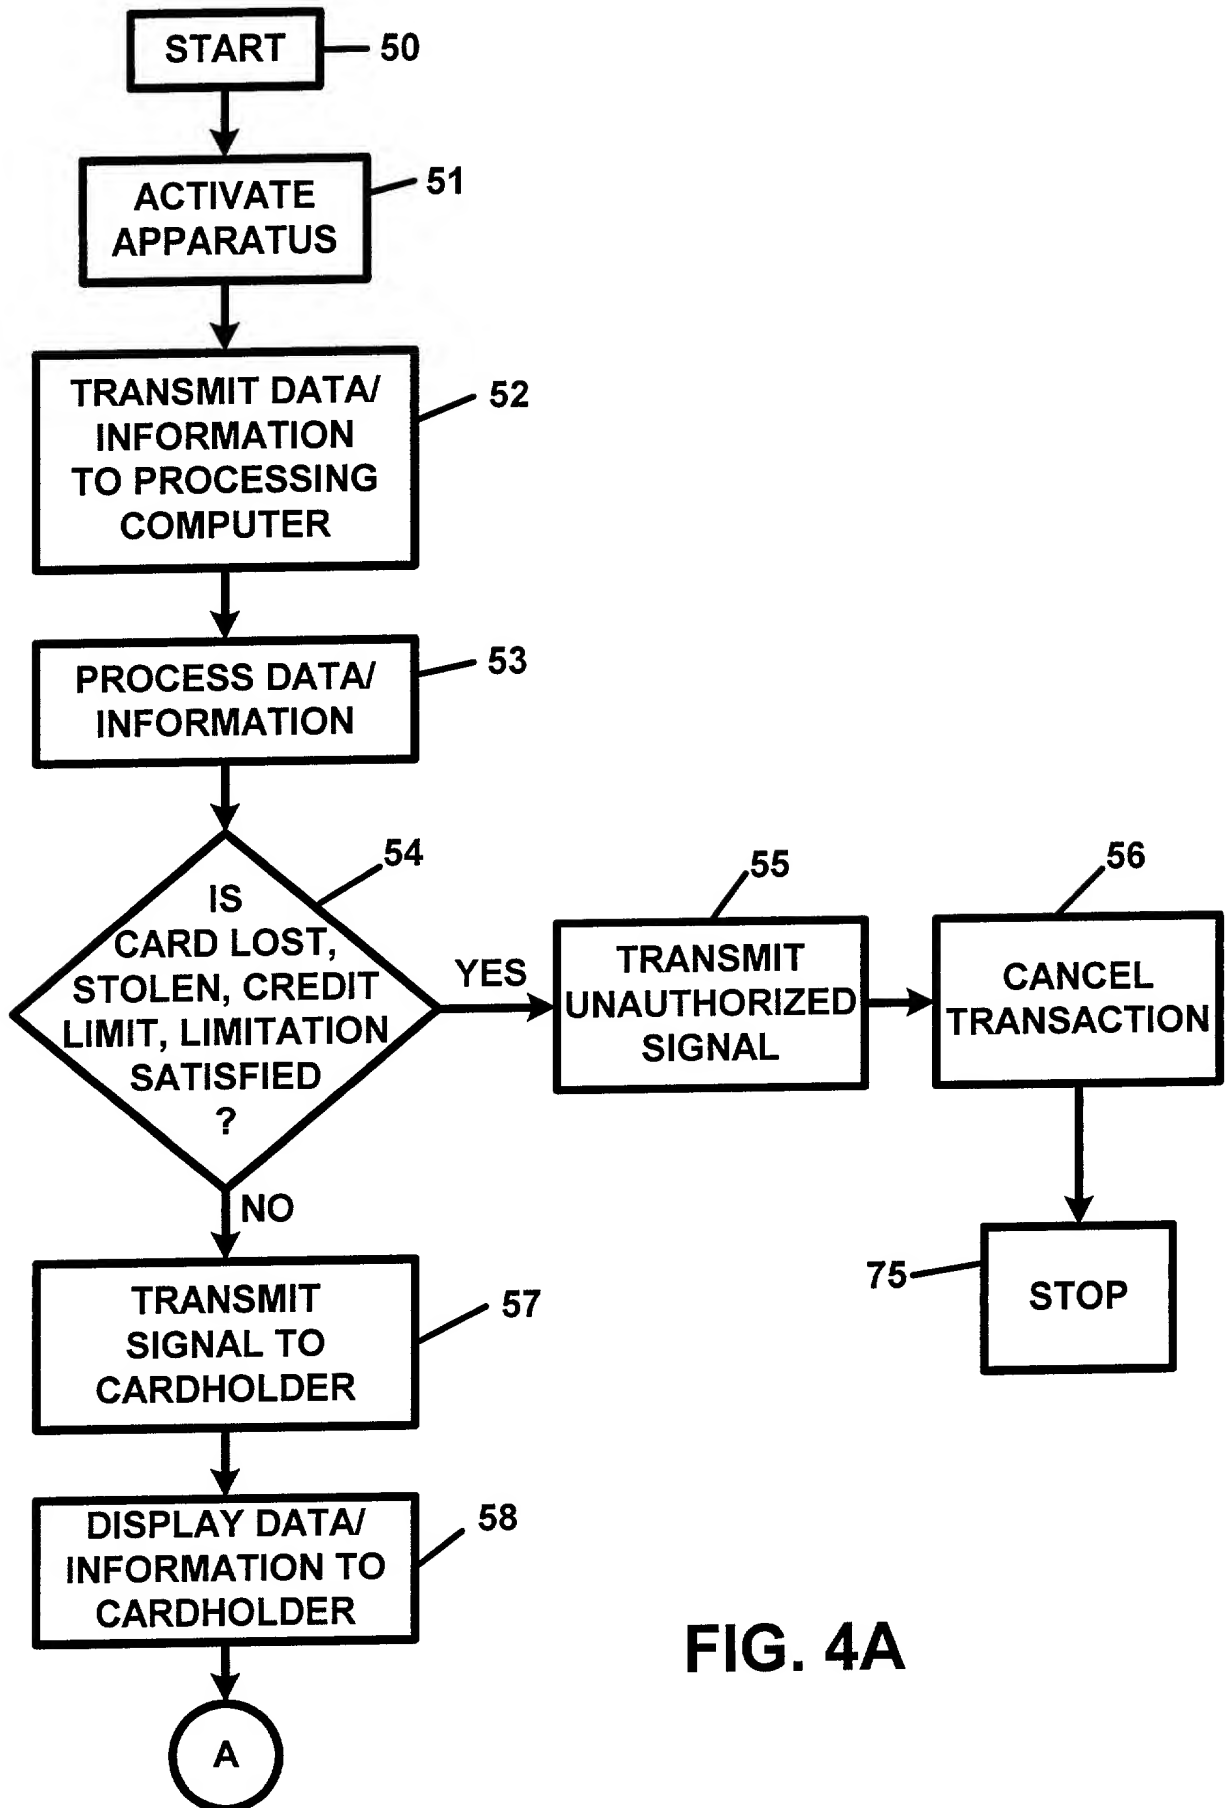 START
50
ACTIVATE
APPARATUS
51
TRANSMIT DATA/
INFORMATION
TO PROCESSING
COMPUTER
52
PROCESS DATA/
INFORMATION
53
IS
CARD LOST,
STOLEN, CREDIT
LIMIT, LIMITATION
SATISFIED
?
54
YES
TRANSMIT
UNAUTHORIZED
SIGNAL
55
CANCEL
TRANSACTION
56
STOP
75
NO
TRANSMIT
SIGNAL TO
CARDHOLDER
57
DISPLAY DATA/
INFORMATION TO
CARDHOLDER
58
A
FIG. 4A